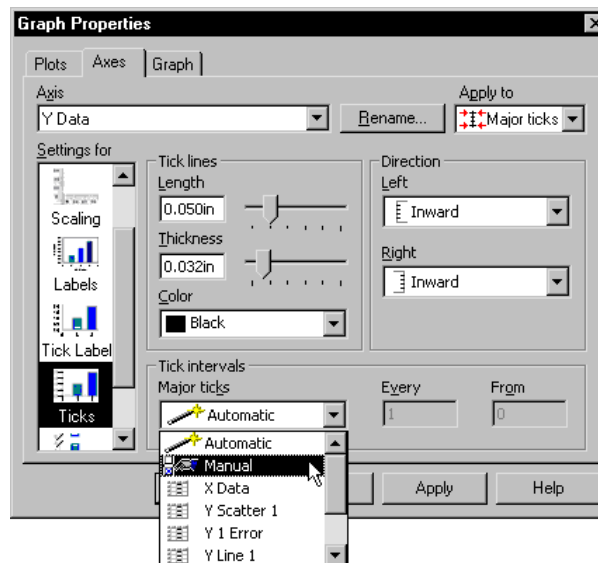 Graph Properties
Plots Axes Graph
Axis
Y Data
Rename...
Apply to
Major ticks
Settings for
Scaling
Labels
Tick Label
Ticks
Tick lines
Length
0.050in
Thickness
0.032in
Color
Black
Direction
Left
Inward
Right
Inward
Tick intervals
Major ticks
Automatic
Every
1
From
0
Automatic
Manual
X Data
Y Scatter 1
Y 1 Error
Y Line 1
Apply
Help